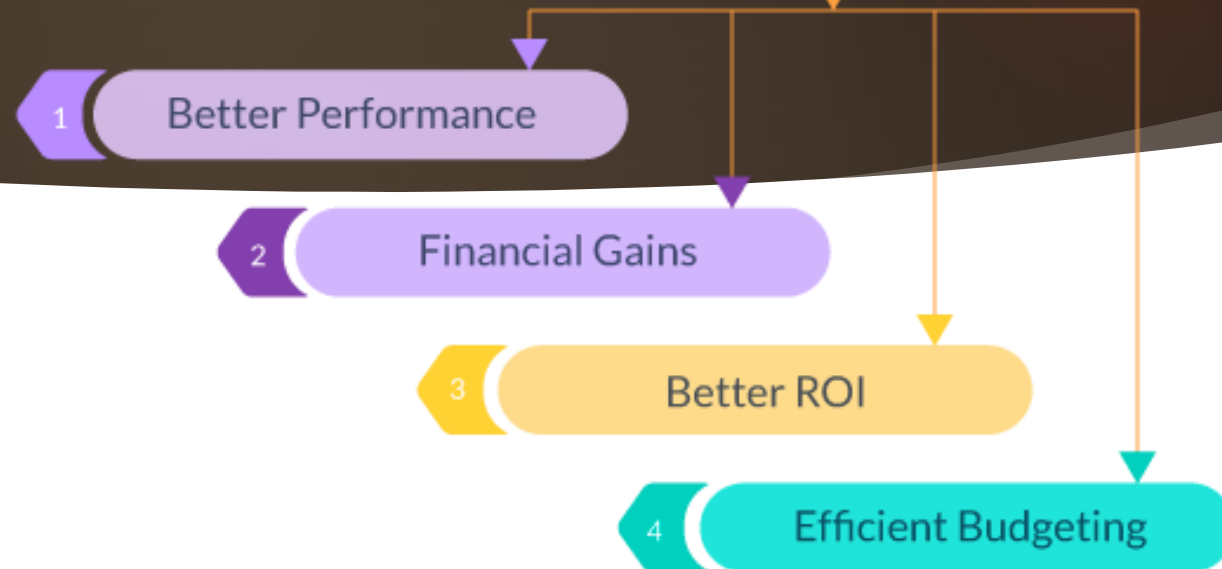 1 Better Performance
2 Financial Gains
3 Better ROI
4 Efficient Budgeting